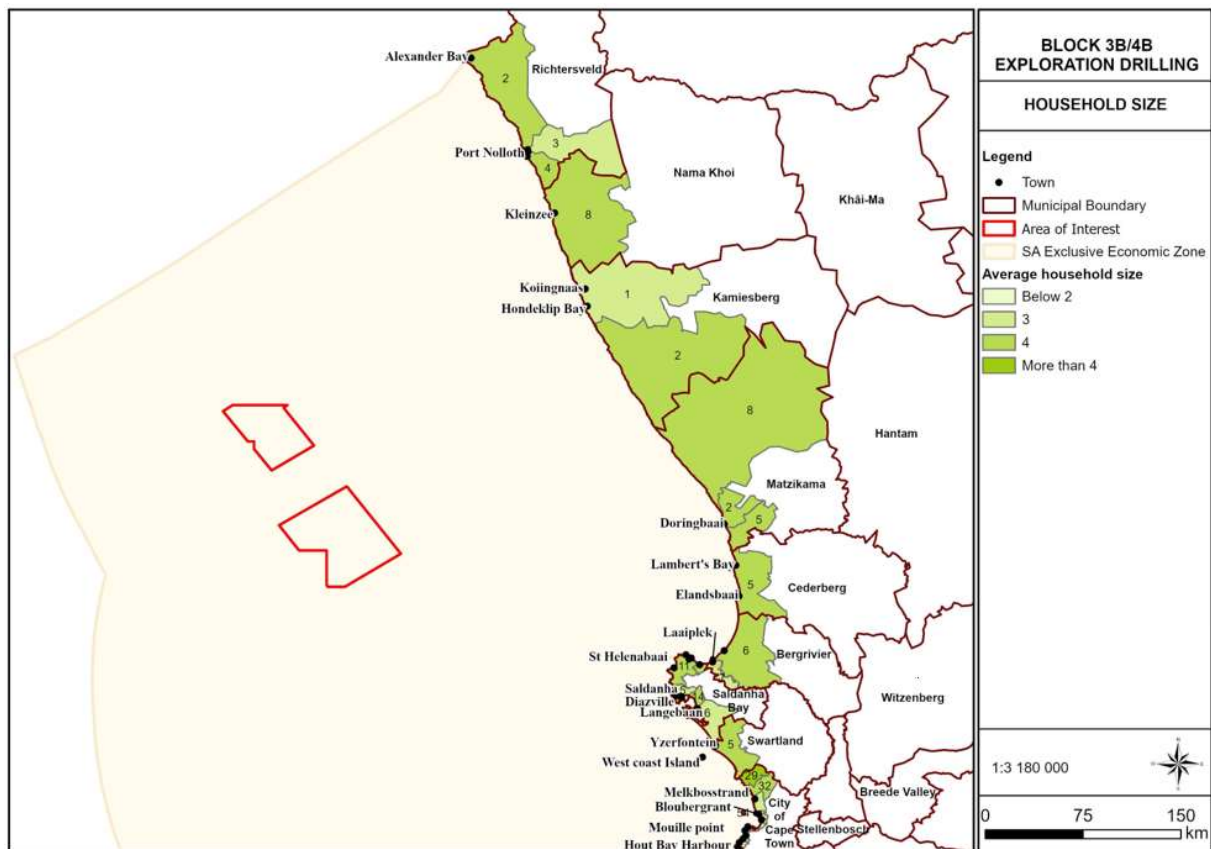 BLOCK 3B/4B
EXPLORATION DRILLING
HOUSEHOLD SIZE
Legend
Town
Municipal Boundary
Area of Interest
SA Exclusive Economic Zone
Average household size
Below 2
3
4
More than 4
1:3 180 000
0 75 150
km
Alexander Bay
2
Richtersveld
3
Port Nolloth
4
Nama Khoi
Khâi-Ma
Kleinzee
8
Koiingnaas
1
Kamiesberg
Hondeklip Bay
2
8
Hantam
Matzikama
2
5
Doringbaai
Lambert's Bay
5
Cederberg
Elandsbaai
Laaiplek
6
Bergrivier
St Helenabaai
11
Witzenberg
Saldanha
5
Saldanha
Bay
Diazville
4
Langebaan
6
Yzerfontein
5
Swartland
West coast Island
29
32
Melkbosstrand
Breede Valley
Bloubergrant
City
of
Cape
Town
Stellenbosch
Mouille point
Hout Bay Harbour